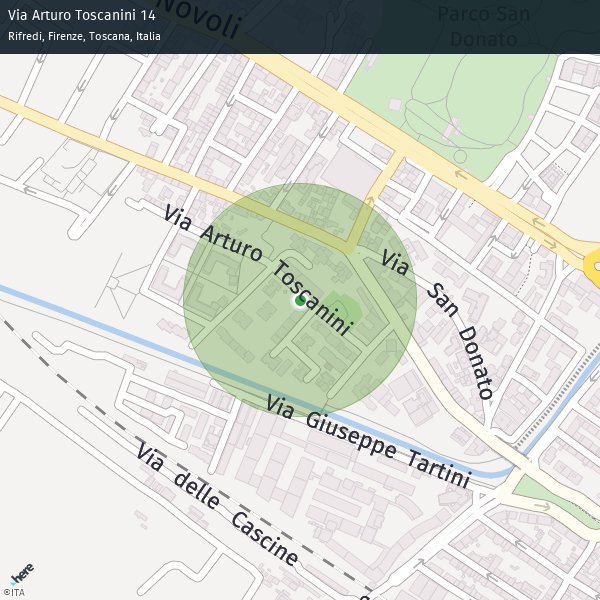 Via Arturo Toscanini 14
Rifredi, Firenze, Toscana, Italia
Novoli
Parco San
Donato
Via Arturo Toscanini
Via San Donato
Via Giuseppe Tartini
Via delle Cascine
here
©ITA